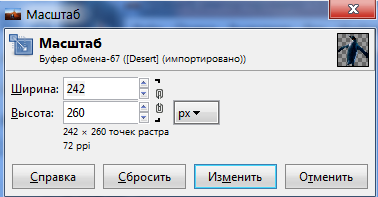 Масштаб
Масштаб
Буфер обмена-67 ([Desert] (импортировано))
Ширина: 242
Высота: 260 px
242 × 260 точек растра
72 ppi
Справка Сбросить Изменить Отменить